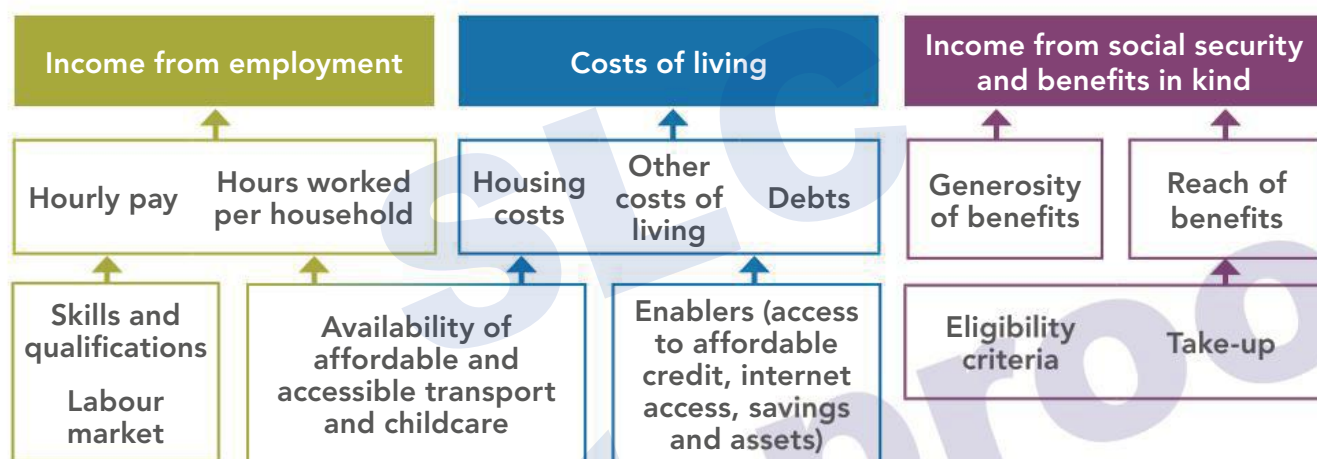 Income from employment
Costs of living
Income from social security
and benefits in kind
Hourly pay
Hours worked
per household
Housing
costs
Other
costs of
living
Debts
Generosity
of benefits
Reach of
benefits
Skills and
qualifications
Labour
market
Availability of
affordable and
accessible transport
and childcare
Enablers (access
to affordable
credit, internet
access, savings
and assets)
Eligibility
criteria
Take-up
SLC
proo